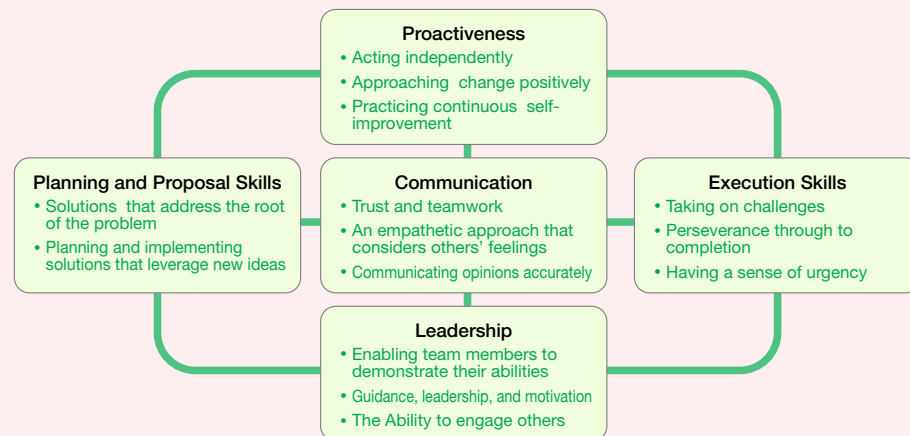 Proactiveness
• Acting independently
• Approaching change positively
• Practicing continuous self-
improvement
Planning and Proposal Skills
• Solutions that address the root
of the problem
• Planning and implementing
solutions that leverage new ideas
Communication
• Trust and teamwork
• An empathetic approach that
considers others' feelings
• Communicating opinions accurately
Execution Skills
• Taking on challenges
• Perseverance through to
completion
• Having a sense of urgency
Leadership
• Enabling team members to
demonstrate their abilities
• Guidance, leadership, and motivation
• The Ability to engage others